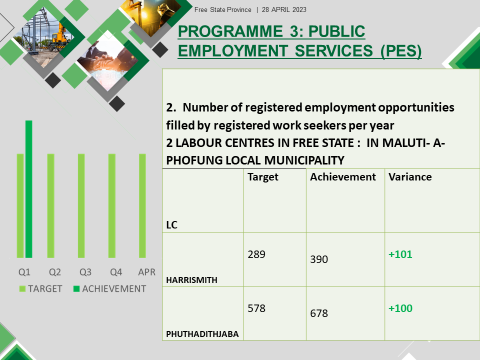 Free State Province | 28 APRIL 2023
PROGRAMME 3: PUBLIC
EMPLOYMENT SERVICES (PES)
2. Number of registered employment opportunities
filled by registered work seekers per year
2 LABOUR CENTRES IN FREE STATE : IN MALUTI- A-
PHOFUNG LOCAL MUNICIPALITY
LC Target Achievement Variance
HARRISMITH 289 390 +101
PHUTHADITHJABA 578 678 +100
Q1 Q2 Q3 Q4 APR
TARGET ACHIEVEMENT